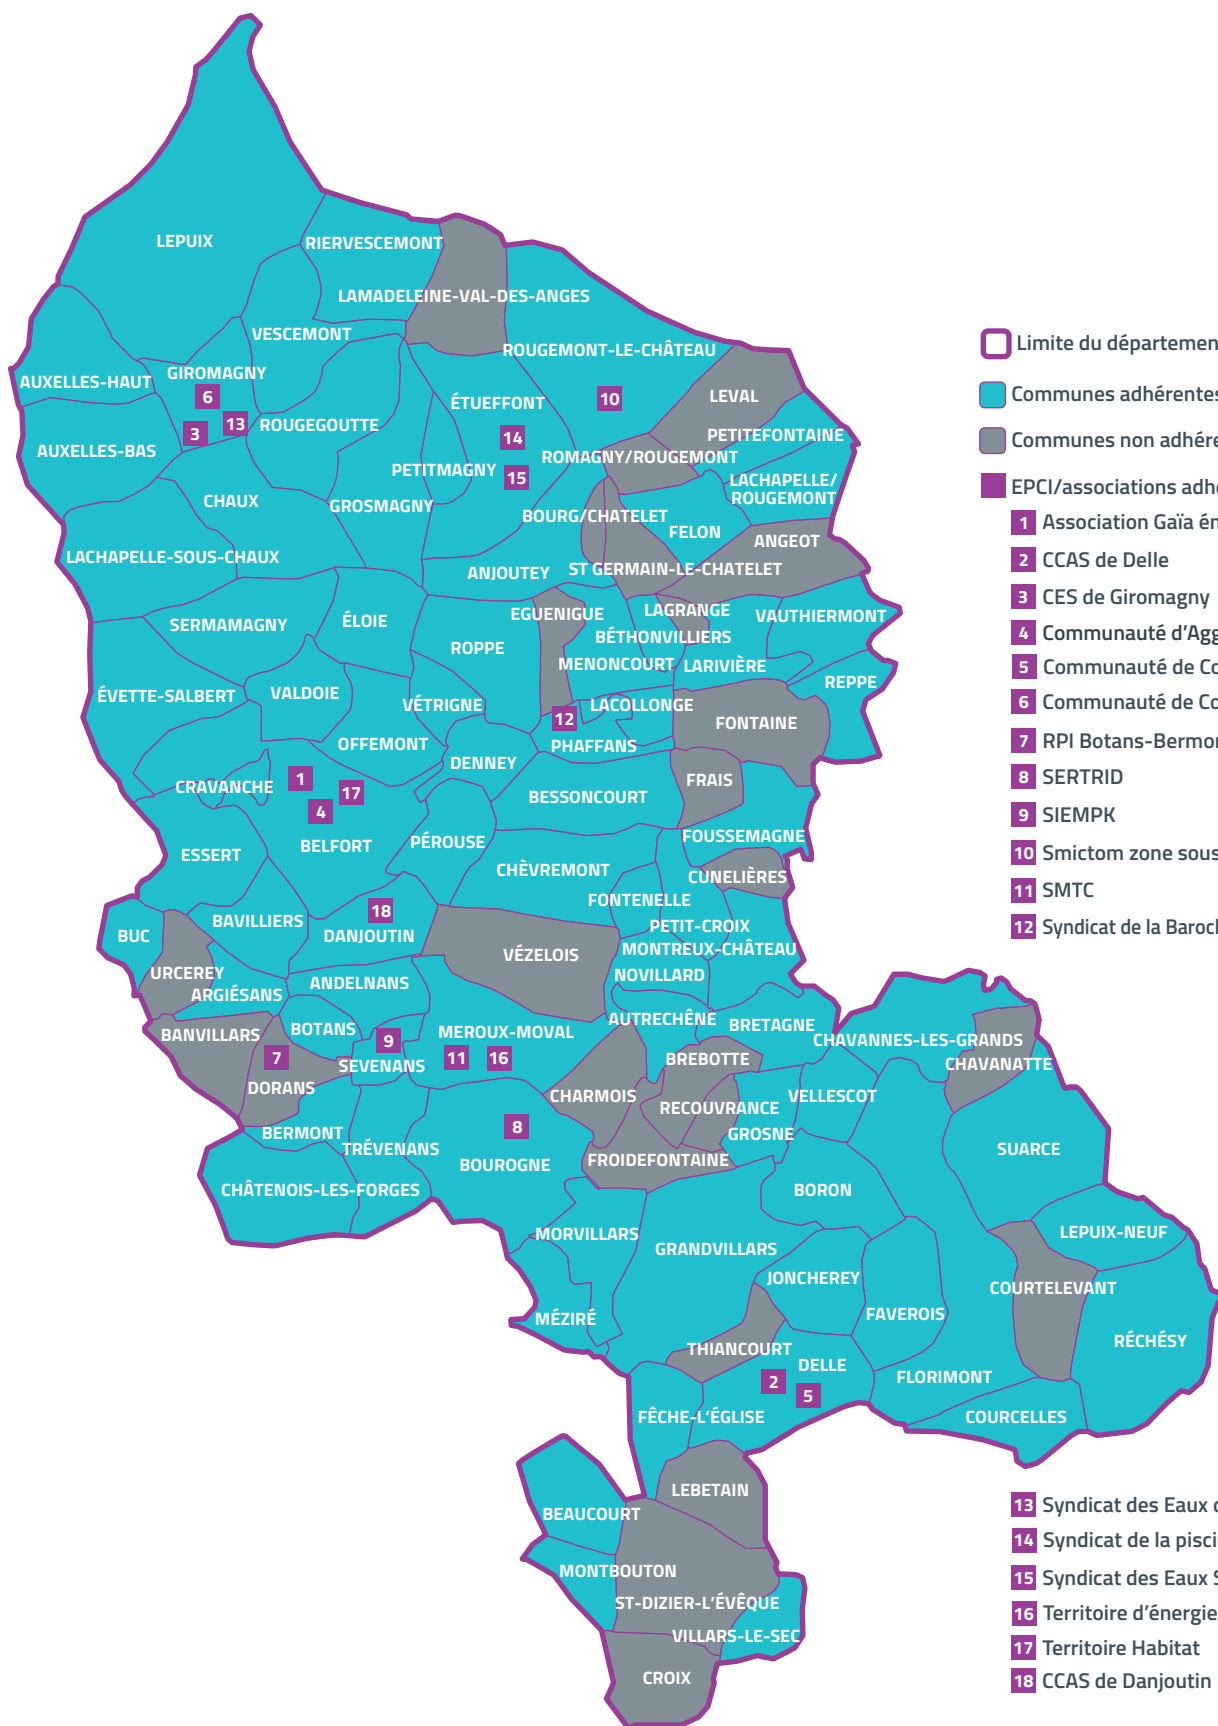 LEPUIX
RIERVESCEMONT
LAMADELEINE-VAL-DES-ANGES
VESCEMONT
ROUGEMONT-LE-CHÂTEAU
AUXELLES-HAUT
GIROMAGNY
6
13
3
ÉTUEFFONT
14
15
10
LEVAL
AUXELLES-BAS
ROUGEGOUTTE
PETITEFONTAINE
ROMAGNY/ROUGEMONT
PETITMAGNY
LACHAPELLE/
ROUGEMONT
CHAUX
GROSMAGNY
BOURG/CHATELET
FELON
ANGEOT
LACHAPELLE-SOUS-CHAUX
ANJOUTEY
ST GERMAIN-LE-CHATELET
SERMAMAGNY
ÉLOIE
EGUENIGUE
LAGRANGE
VAUTHIERMONT
ROPPE
BÉTHONVILLIERS
MENONCOURT
LARIVIÈRE
REPPE
ÉVETTE-SALBERT
VALDOIE
VÉTRIGNE
LACOLLONGE
12
FONTAINE
OFFEMONT
PHAFFANS
DENNEY
CRAVANCHE
1
17
4
BESSONCOURT
FRAIS
BELFORT
PÉROUSE
FOUSSEMAGNE
ESSERT
CHÈVREMONT
CUNELIÈRES
FONTENELLE
18
BAVILLIERS
DANJOUTIN
PETIT-CROIX
BUC
VÉZELOIS
MONTREUX-CHÂTEAU
URCEREY
ARGIÉSANS
ANDELNANS
NOVILLARD
BANVILLARS
BOTANS
MEROUX-MOVAL
AUTRECHÊNE
BRETAGNE
CHAVANNES-LES-GRANDS
7
9
SEVENANS
11
16
BREBOTTE
CHAVANATTE
DORANS
CHARMOIS
RECOUVRANCE
VELLESCOT
BERMONT
8
GROSNE
TRÉVENANS
BOUROGNE
FROIDEFONTAINE
SUARCE
CHÂTENOIS-LES-FORGES
BORON
MORVILLARS
GRANDVILLARS
LEPUIX-NEUF
JONCHEREY
COURTELEVANT
MÉZIRÉ
FAVEROIS
RÉCHÉSY
THIANCOURT
DELLE
2
5
FLORIMONT
FÊCHE-L'ÉGLISE
COURCELLES
LEBETAIN
BEAUCOURT
MONTBOUTON
ST-DIZIER-L'ÉVÊQUE
VILLARS-LE-SEC
CROIX
Limite du départemen
Communes adhérentes
Communes non adhére
EPCI/associations adhé
1 Association Gaïa én
2 CCAS de Delle
3 CES de Giromagny
4 Communauté d'Agg
5 Communauté de Co
6 Communauté de Co
7 RPI Botans-Bermon
8 SERTRID
9 SIEMPK
10 Smictom zone sous
11 SMTC
12 Syndicat de la Baroch
13 Syndicat des Eaux d
14 Syndicat de la pisci
15 Syndicat des Eaux S
16 Territoire d'énergie
17 Territoire Habitat
18 CCAS de Danjoutin